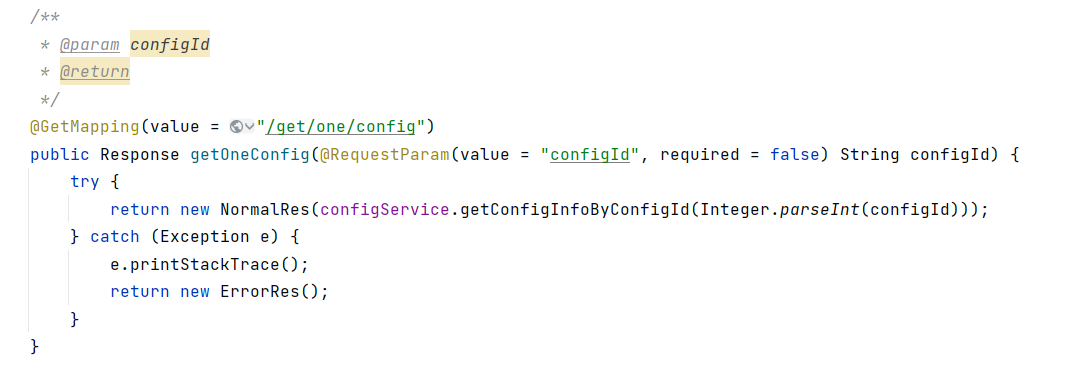 /**
 * @param configId
 * @return
 */
@GetMapping(value = "/get/one/config")
public Response getOneConfig(@RequestParam(value = "configId", required = false) String configId) {
    try {
        return new NormalRes(configService.getConfigInfoByConfigId(Integer.parseInt(configId)));
    } catch (Exception e) {
        e.printStackTrace();
        return new ErrorRes();
    }
}